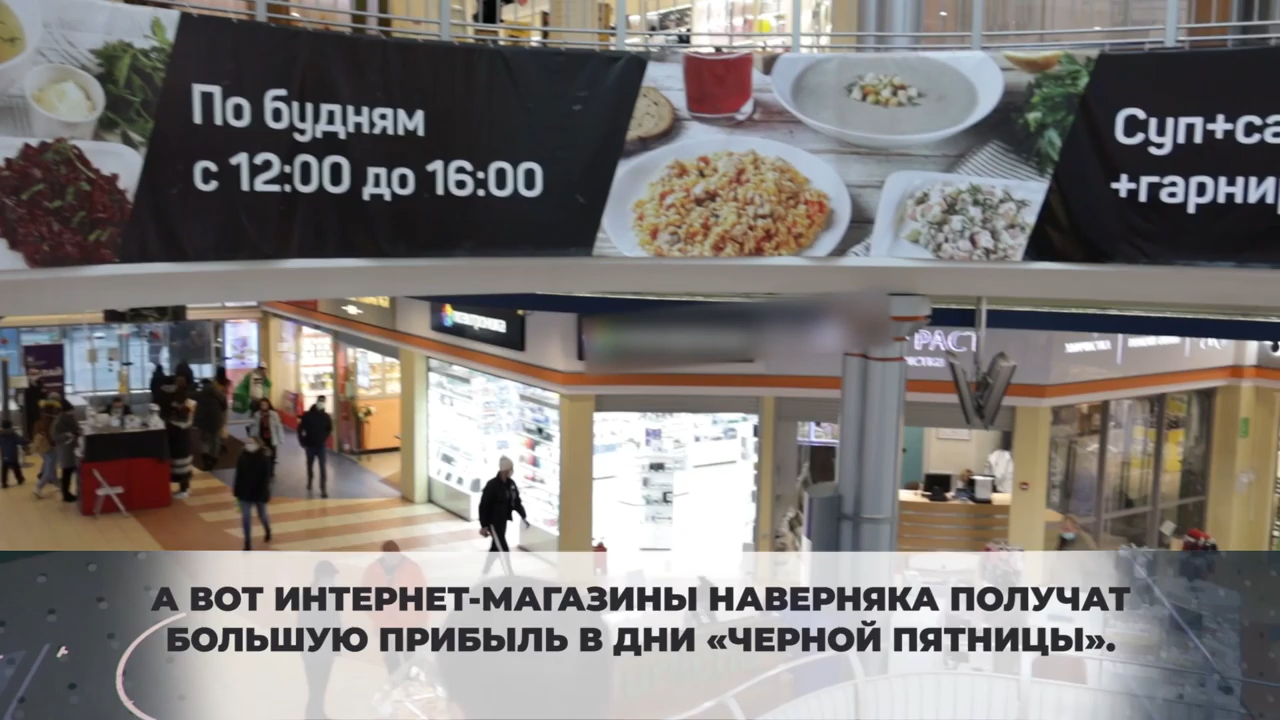 По будням
с 12:00 до 16:00
Суп+са
+гарни
А ВОТ ИНТЕРНЕТ-МАГАЗИНЫ НАВЕРНЯКА ПОЛУЧАТ
БОЛЬШУЮ ПРИБЫЛЬ В ДНИ «ЧЕРНОЙ ПЯТНИЦЫ».